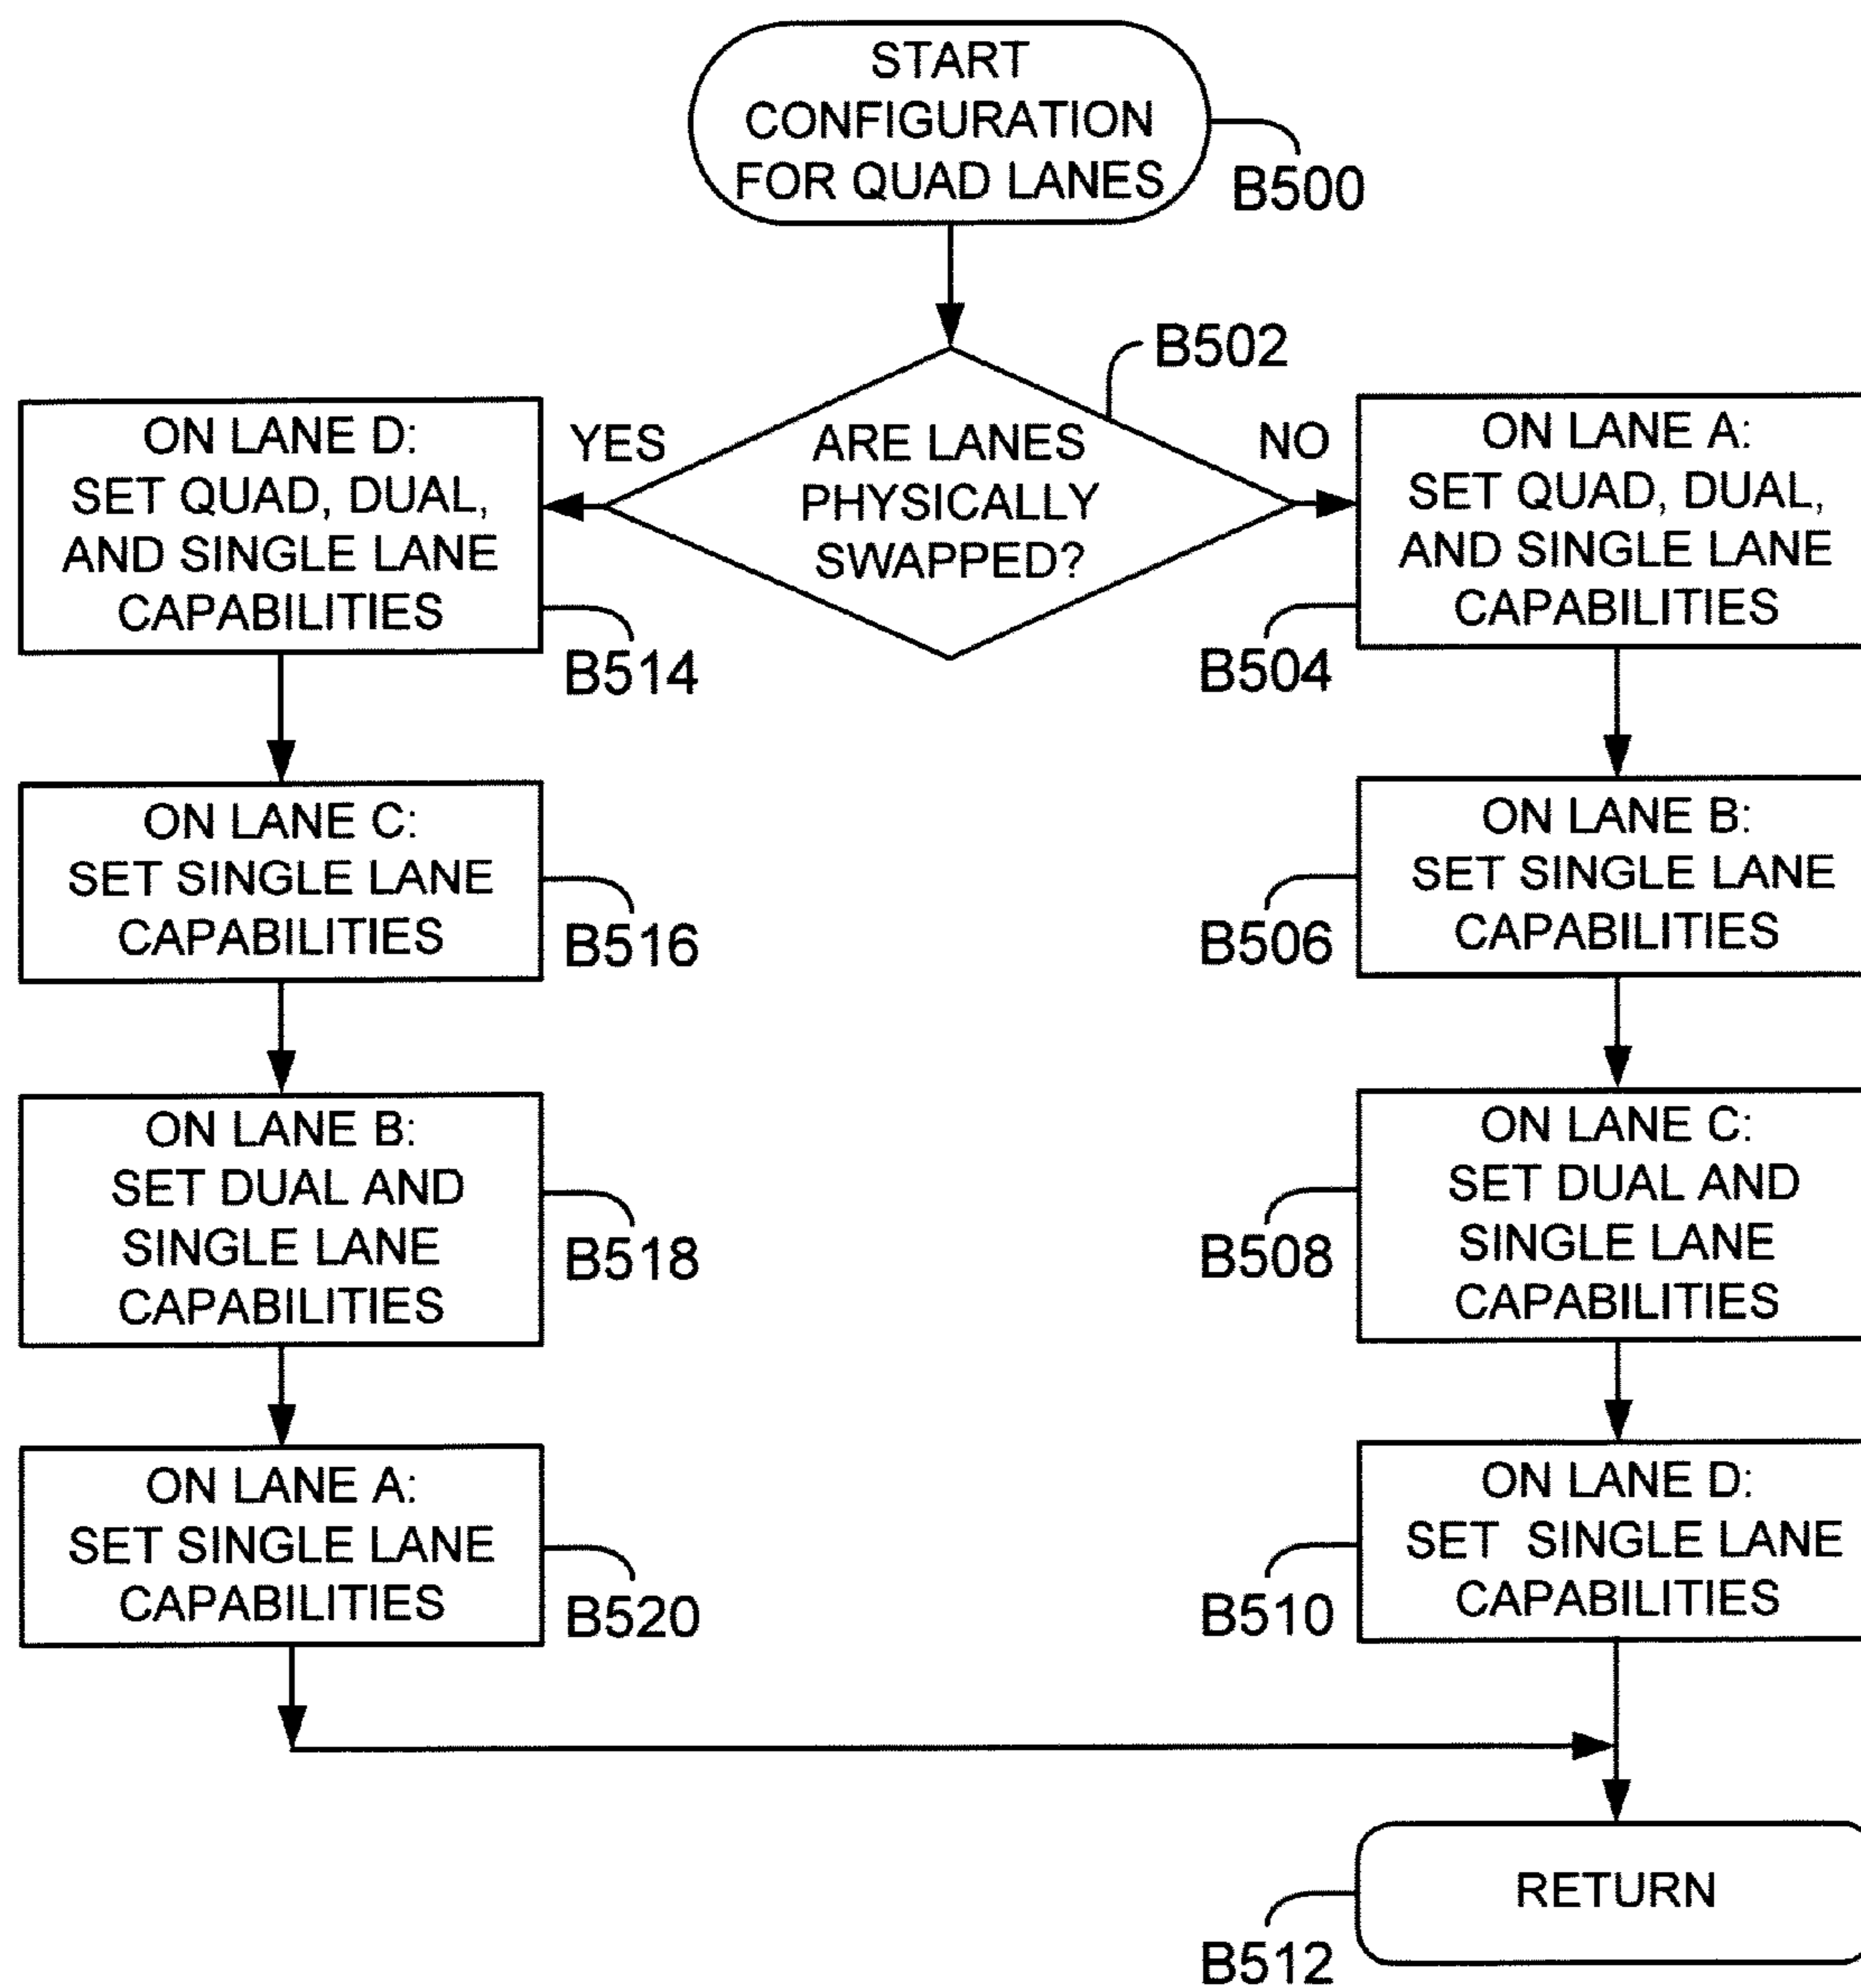 START
CONFIGURATION
FOR QUAD LANES
B500
B502
ARE LANES
PHYSICALLY
SWAPPED?
YES
NO
ON LANE D:
SET QUAD, DUAL,
AND SINGLE LANE
CAPABILITIES
B514
ON LANE A:
SET QUAD, DUAL,
AND SINGLE LANE
CAPABILITIES
B504
ON LANE C:
SET SINGLE LANE
CAPABILITIES
B516
ON LANE B:
SET SINGLE LANE
CAPABILITIES
B506
ON LANE B:
SET DUAL AND
SINGLE LANE
CAPABILITIES
B518
ON LANE C:
SET DUAL AND
SINGLE LANE
CAPABILITIES
B508
ON LANE A:
SET SINGLE LANE
CAPABILITIES
B520
ON LANE D:
SET SINGLE LANE
CAPABILITIES
B510
RETURN
B512